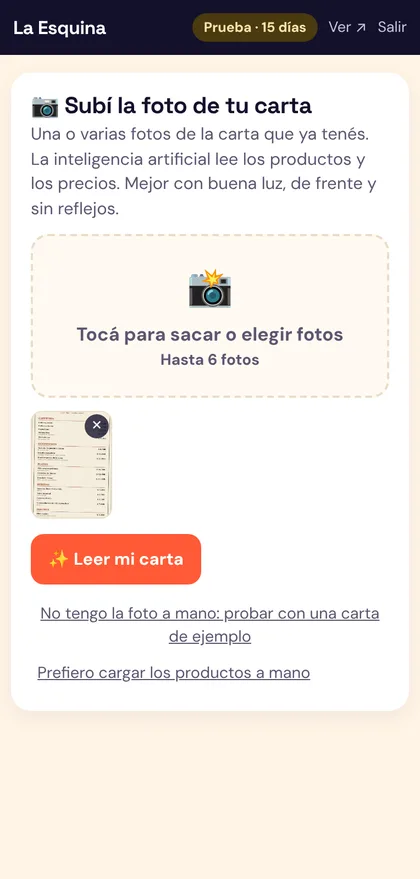 La Esquina
Prueba · 15 días
Ver ↗
Salir
Subí la foto de tu carta
Una o varias fotos de la carta que ya tenés.
La inteligencia artificial lee los productos y
los precios. Mejor con buena luz, de frente y
sin reflejos.
Tocá para sacar o elegir fotos
Hasta 6 fotos
✨ Leer mi carta
No tengo la foto a mano: probar con una carta
de ejemplo
Prefiero cargar los productos a mano